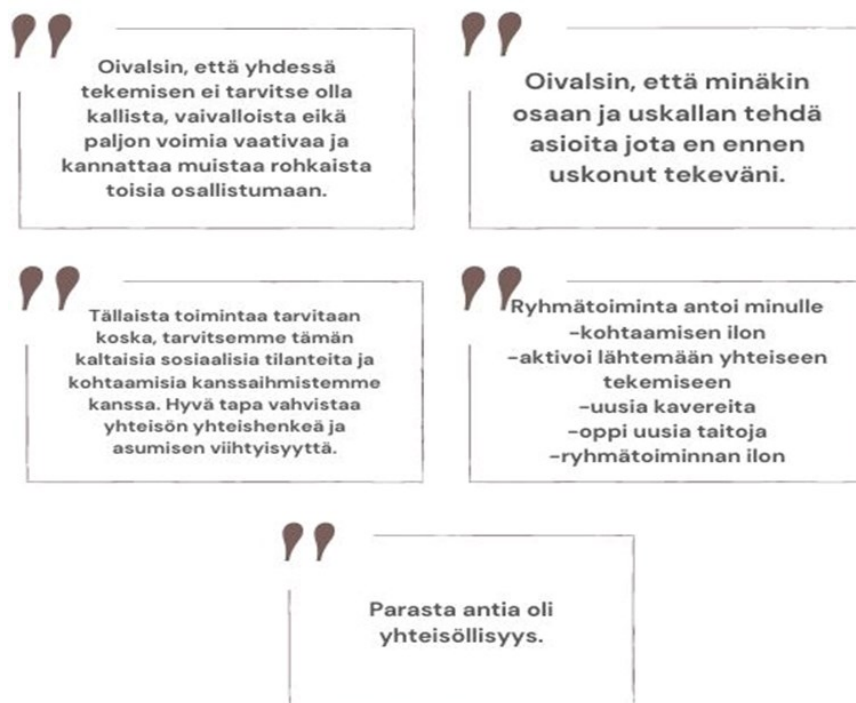 Oivalsin, että yhdessä
tekemisen ei tarvitse olla
kallista, vaivalloista eikä
paljon voimia vaativaa ja
kannattaa muistaa rohkaista
toisia osallistumaan.
Oivalsin, että minäkin
osaan ja uskallan tehdä
asioita jota en ennen
uskonut tekeväni.
Tällaista toimintaa tarvitaan
koska, tarvitsemme tämän
kaltaisia sosiaalisia tilanteita ja
kohtaamisia kanssaihmistemme
kanssa. Hyvä tapa vahvistaa
yhteisön yhteishenkeä ja
asumisen viihtyisyyttä.
Ryhmätoiminta antoi minulle
-kohtaamisen ilon
-aktivoi lähtemään yhteiseen
tekemiseen
-uusia kavereita
-oppi uusia taitoja
-ryhmätoiminnan ilon
Parasta antia oli
yhteisöllisyys.